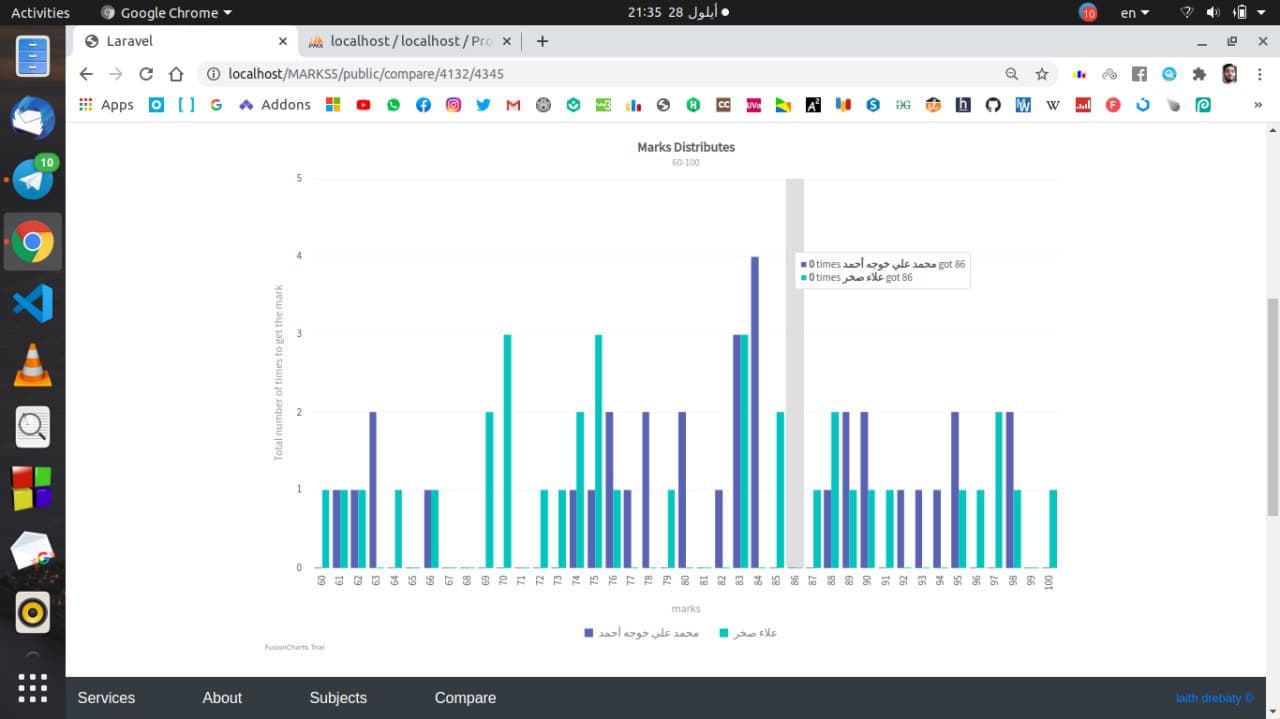 Activities Google Chrome 21:35 28 أيلول 10 en
Laravel localhost / localhost / Pro
localhost/MARKS5/public/compare/4132/4345
Apps Addons
10
Marks Distributes
60-100
Total number of times to get the mark
5
4
3
2
1
0
0 times محمد علي خوجه أحمد got 86
0 times علاء صخر got 86
60 61 62 63 64 65 66 67 68 69 70 71 72 73 74 75 76 77 78 79 80 81 82 83 84 85 86 87 88 89 90 91 92 93 94 95 96 97 98 99 100
marks
محمد علي خوجه أحمد علاء صخر
FusionCharts Trial
Services About Subjects Compare laith drebaty ©